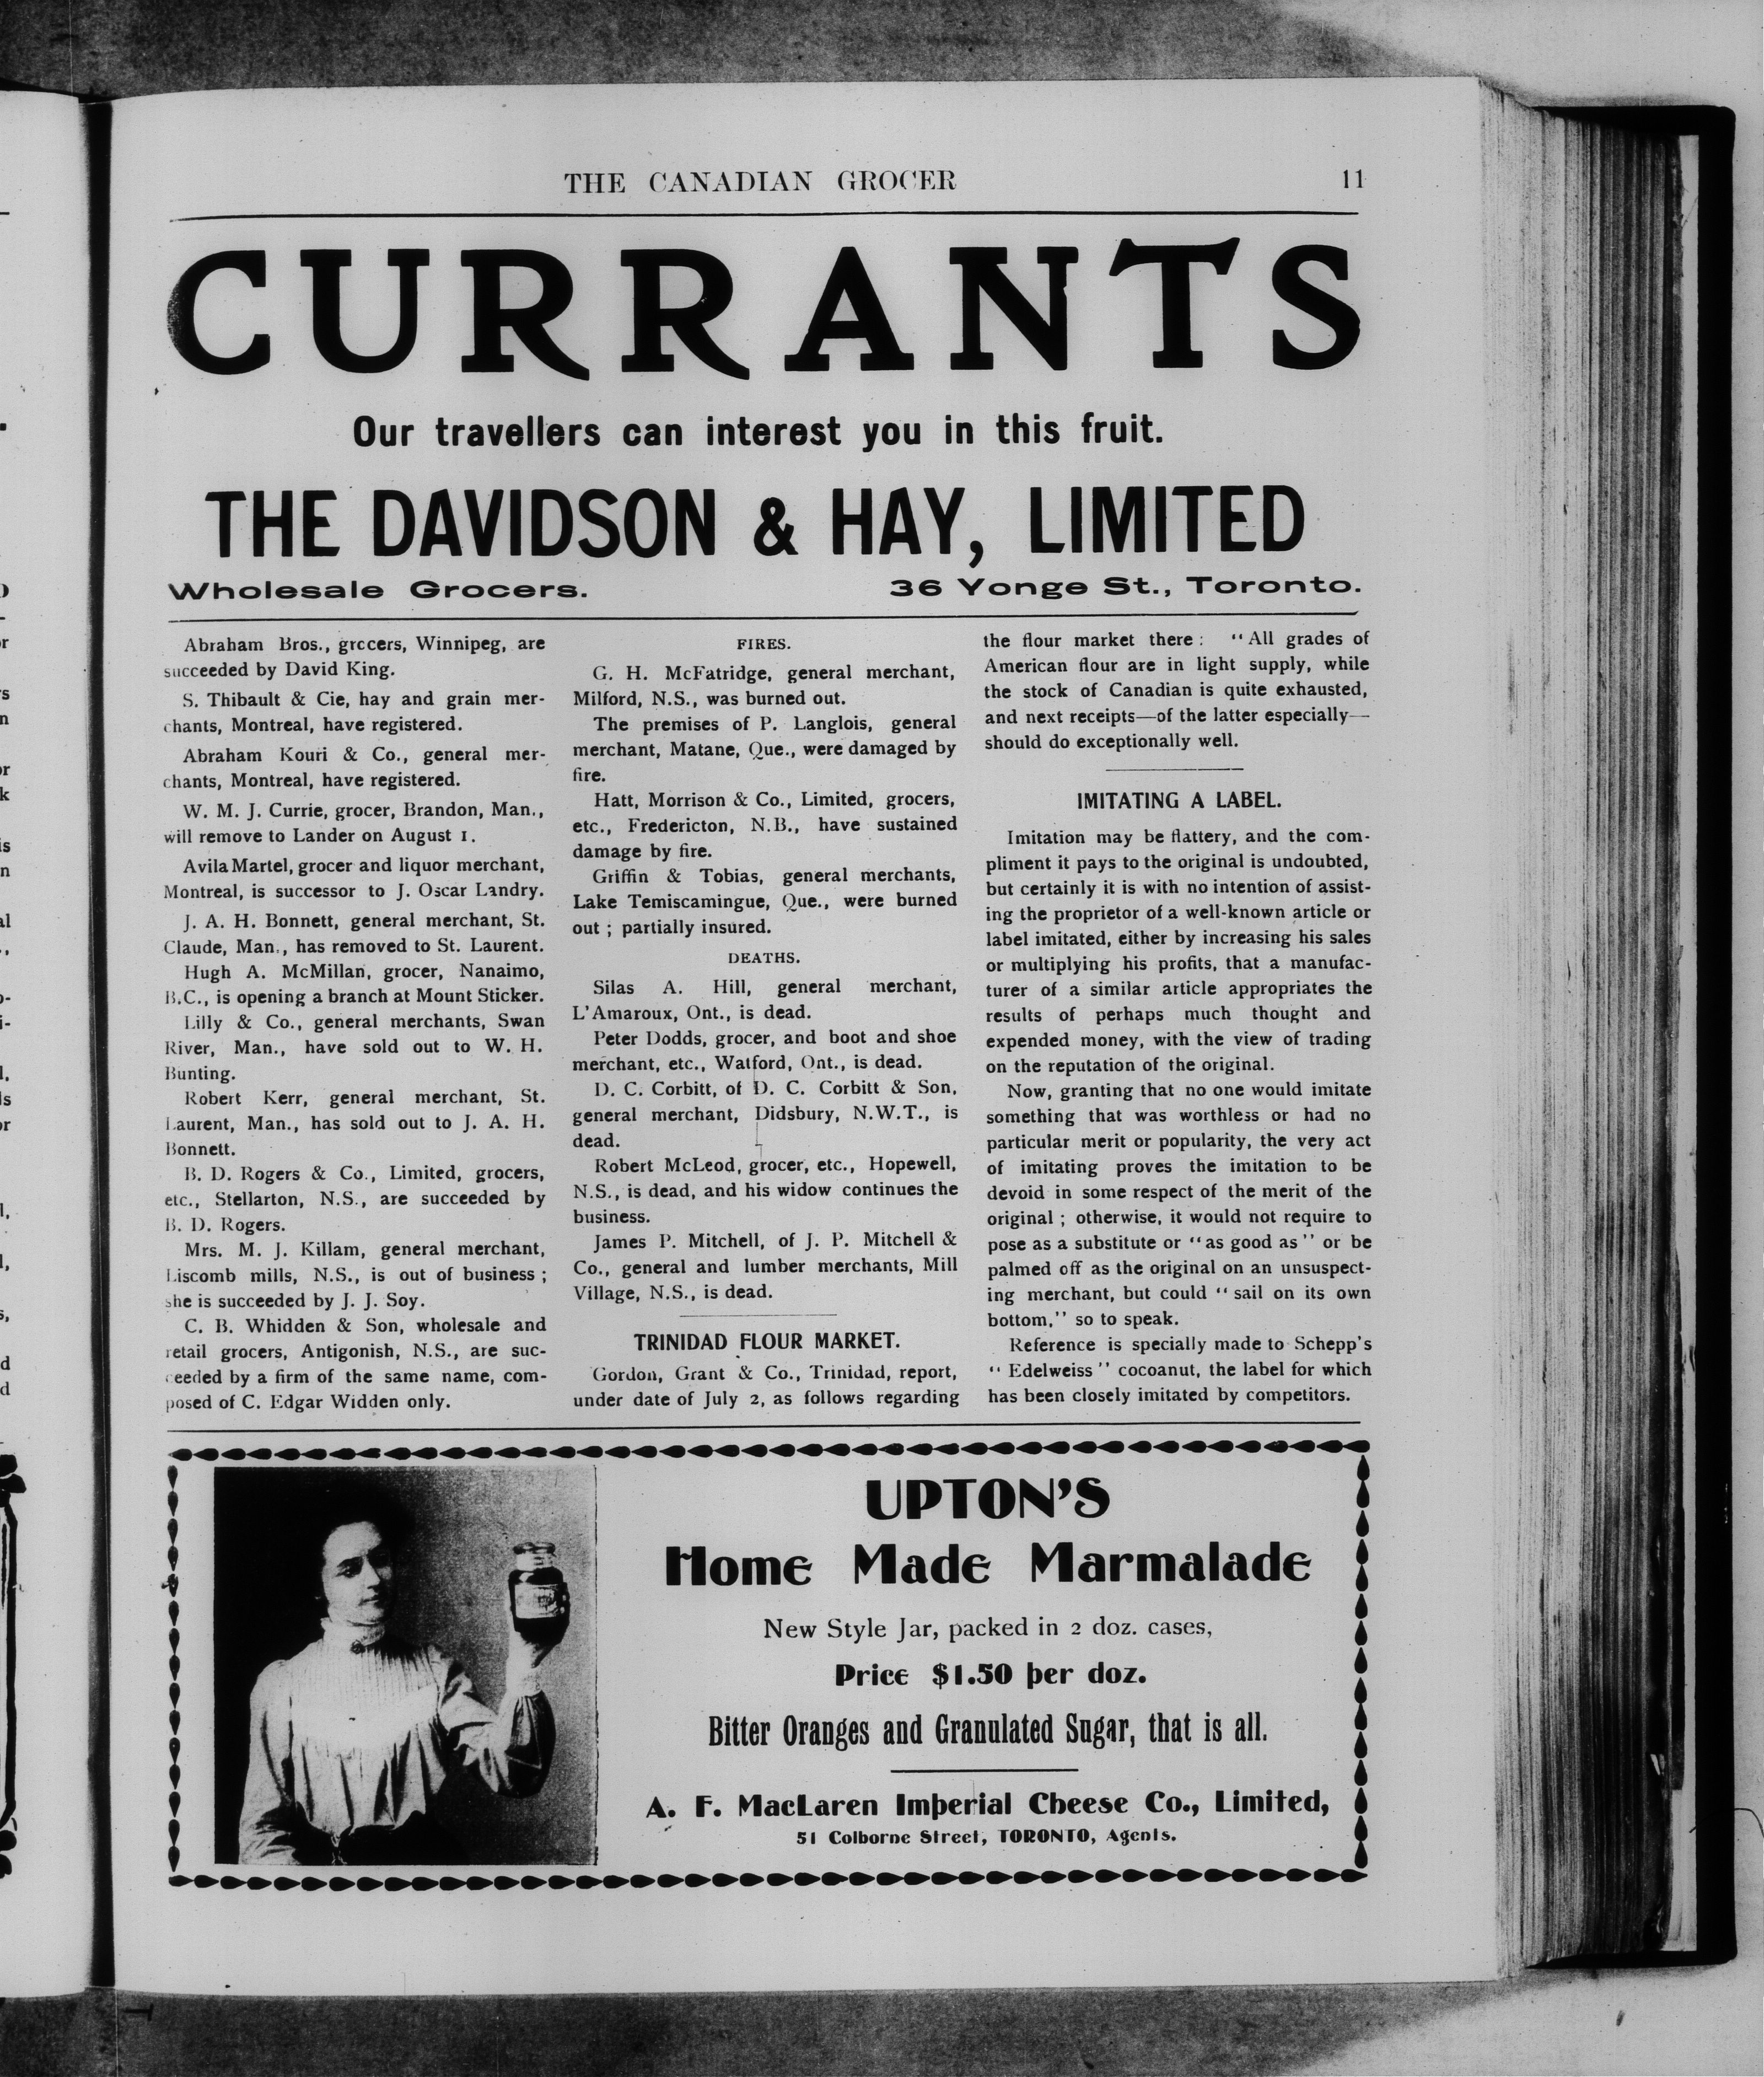 THE CANADIAN GROCER 11
CURRANTS
Our travellers can interest you in this fruit.
THE DAVIDSON & HAY, LIMITED
Wholesale Grocers. 36 Yonge St., Toronto.
Abraham Bros., grocers, Winnipeg, are
succeeded by David King.
S. Thibault & Cie, hay and grain mer-
chants, Montreal, have registered.
Abraham Kouri & Co., general mer-
chants, Montreal, have registered.
W. M. J. Currie, grocer, Brandon, Man.,
will remove to Lander on August 1.
Avila Martel, grocer and liquor merchant,
Montreal, is successor to J. Oscar Landry.
J. A. H. Bonnett, general merchant, St.
Claude, Man., has removed to St. Laurent.
Hugh A. McMillan, grocer, Nanaimo,
B.C., is opening a branch at Mount Sticker.
Lilly & Co., general merchants, Swan
River, Man., have sold out to W. H.
Bunting.
Robert Kerr, general merchant, St.
Laurent, Man., has sold out to J. A. H.
Bonnett.
B. D. Rogers & Co., Limited, grocers,
etc., Stellarton, N.S., are succeeded by
B. D. Rogers.
Mrs. M. J. Killam, general merchant,
Liscomb mills, N.S., is out of business ;
she is succeeded by J. J. Soy.
C. B. Whidden & Son, wholesale and
retail grocers, Antigonish, N.S., are suc-
ceeded by a firm of the same name, com-
posed of C. Edgar Widden only.
FIRES.
G. H. McFatridge, general merchant,
Milford, N.S., was burned out.
The premises of P. Langlois, general
merchant, Matane, Que., were damaged by
fire.
Hatt, Morrison & Co., Limited, grocers,
etc., Fredericton, N.B., have sustained
damage by fire.
Griffin & Tobias, general merchants,
Lake Temiscamingue, Que., were burned
out ; partially insured.
DEATHS.
Silas A. Hill, general merchant,
L'Amaroux, Ont., is dead.
Peter Dodds, grocer, and boot and shoe
merchant, etc., Watford, Ont., is dead.
D. C. Corbitt, of D. C. Corbitt & Son,
general merchant, Didsbury, N.W.T., is
dead.
Robert McLeod, grocer, etc., Hopewell,
N.S., is dead, and his widow continues the
business.
James P. Mitchell, of J. P. Mitchell &
Co., general and lumber merchants, Mill
Village, N.S., is dead.
TRINIDAD FLOUR MARKET.
Gordon, Grant & Co., Trinidad, report,
under date of July 2, as follows regarding
the flour market there : "All grades of
American flour are in light supply, while
the stock of Canadian is quite exhausted,
and next receipts—of the latter especially—
should do exceptionally well.
IMITATING A LABEL.
Imitation may be flattery, and the com-
pliment it pays to the original is undoubted,
but certainly it is with no intention of assist-
ing the proprietor of a well-known article or
label imitated, either by increasing his sales
or multiplying his profits, that a manufac-
turer of a similar article appropriates the
results of perhaps much thought and
expended money, with the view of trading
on the reputation of the original.
Now, granting that no one would imitate
something that was worthless or had no
particular merit or popularity, the very act
of imitating proves the imitation to be
devoid in some respect of the merit of the
original ; otherwise, it would not require to
pose as a substitute or "as good as" or be
palmed off as the original on an unsuspect-
ing merchant, but could "sail on its own
bottom," so to speak.
Reference is specially made to Schepp's
"Edelweiss" cocoanut, the label for which
has been closely imitated by competitors.
UPTON'S
Home Made Marmalade
New Style Jar, packed in 2 doz. cases,
Price $1.50 per doz.
Bitter Oranges and Granulated Sugar, that is all.
A. F. MacLaren Imperial Cheese Co., Limited,
51 Colborne Street, TORONTO, Agents.